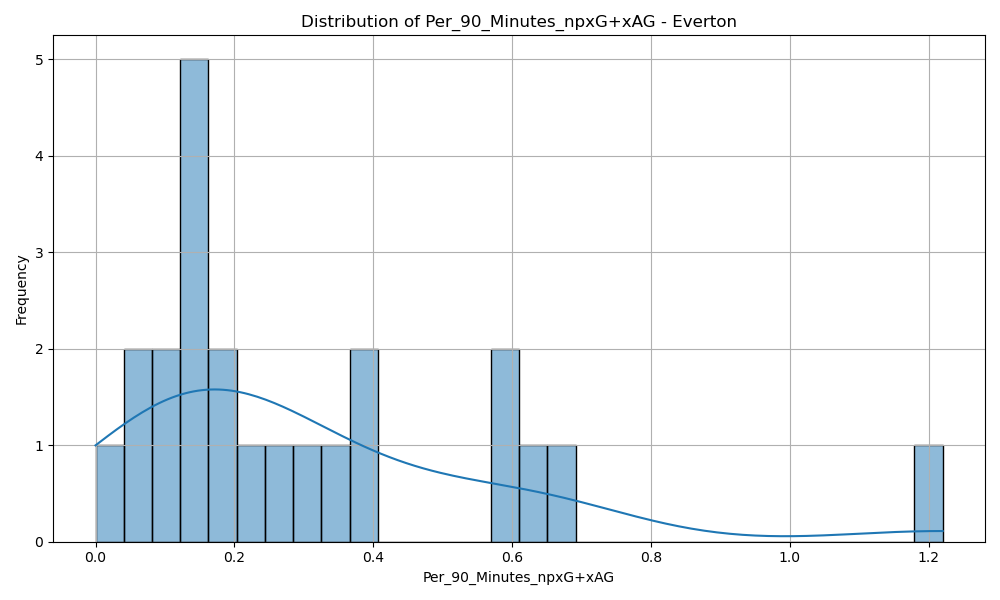 Distribution of Per_90_Minutes_npxG+xAG - Everton
Frequency
5
4
3
2
1
0
0.0 0.2 0.4 0.6 0.8 1.0 1.2
Per_90_Minutes_npxG+xAG